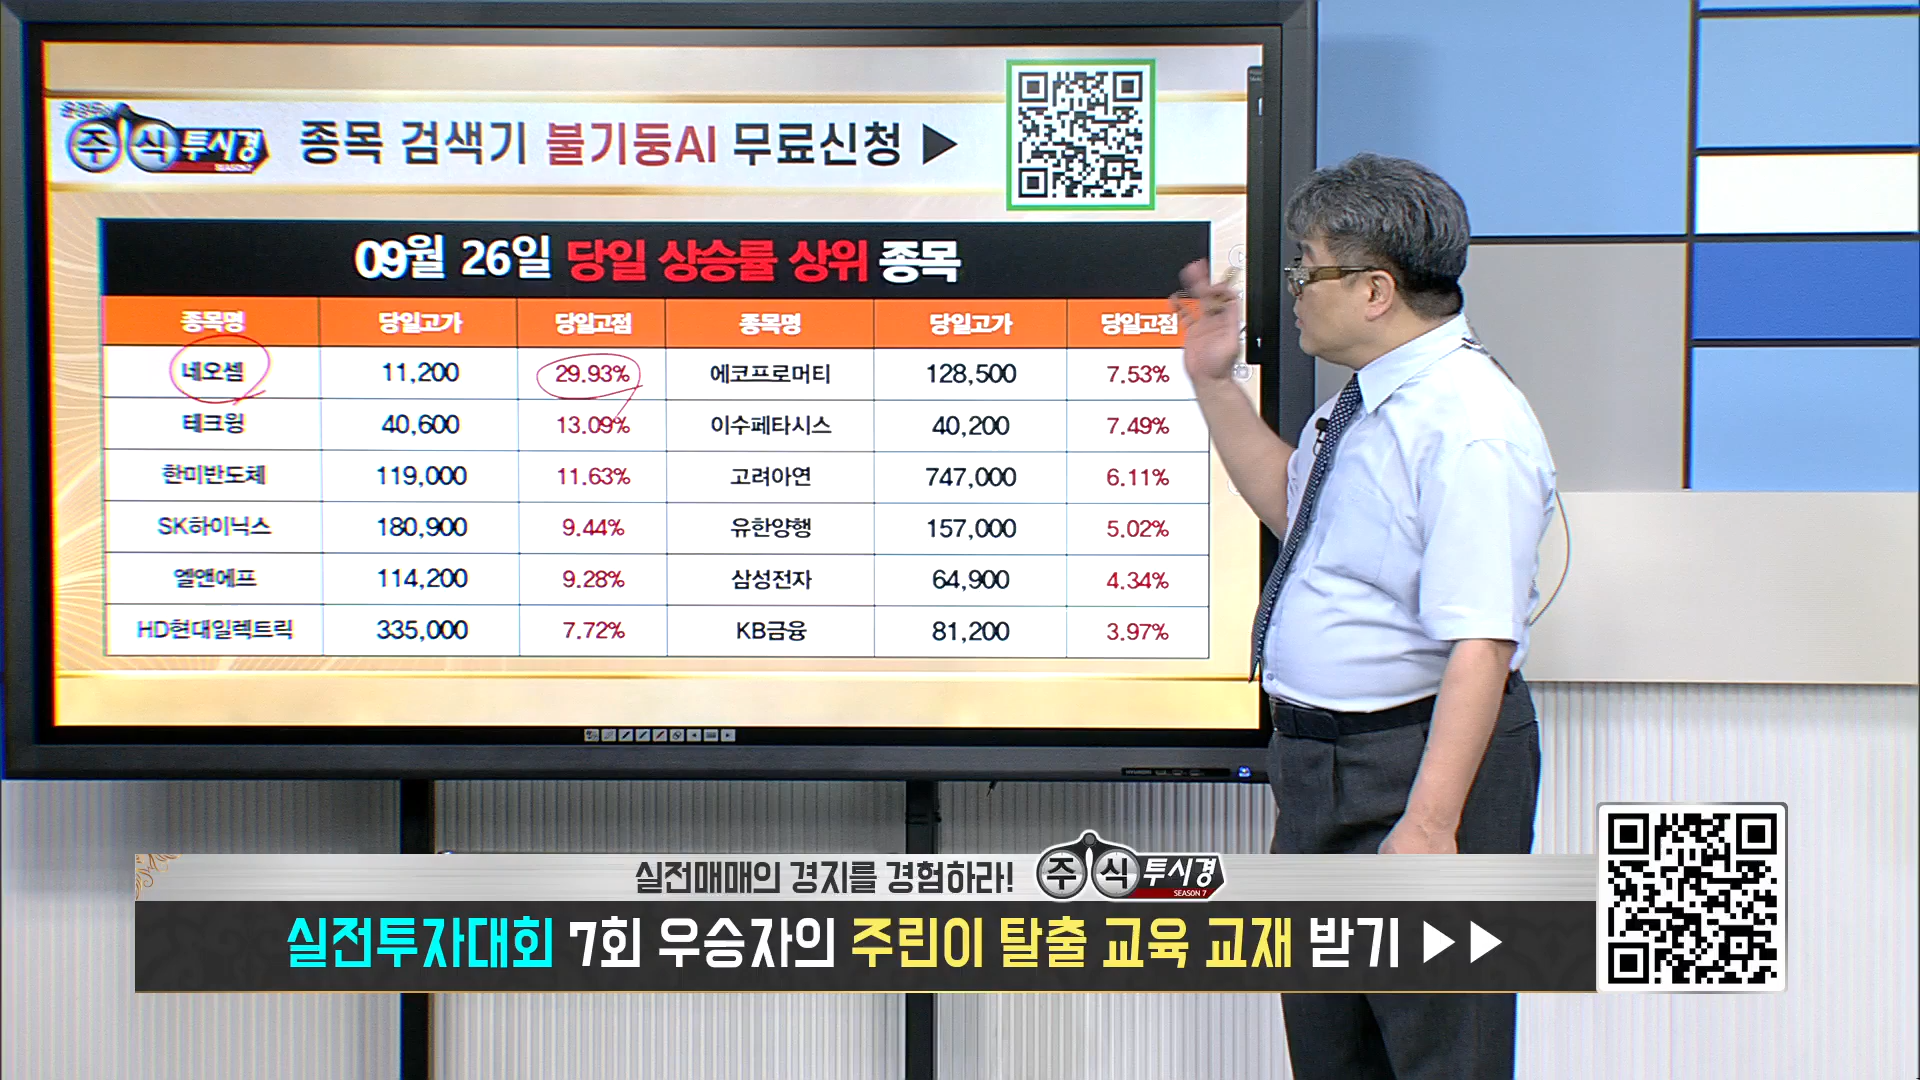 주식투시경
SEASON 7
종목 검색기 불기둥AI 무료신청 ▶
09월 26일 당일 상승률 상위 종목
종목명 당일고가 당일고점 종목명 당일고가 당일고점
네오셈 11,200 29.93% 에코프로머티 128,500 7.53%
테크윙 40,600 13.09% 이수페타시스 40,200 7.49%
한미반도체 119,000 11.63% 고려아연 747,000 6.11%
SK하이닉스 180,900 9.44% 유한양행 157,000 5.02%
엘앤에프 114,200 9.28% 삼성전자 64,900 4.34%
HD현대일렉트릭 335,000 7.72% KB금융 81,200 3.97%
HYUNDAI
실전매매의 경지를 경험하라! 주식투시경
SEASON 7
실전투자대회 7회 우승자의 주린이 탈출 교육 교재 받기 ▶▶